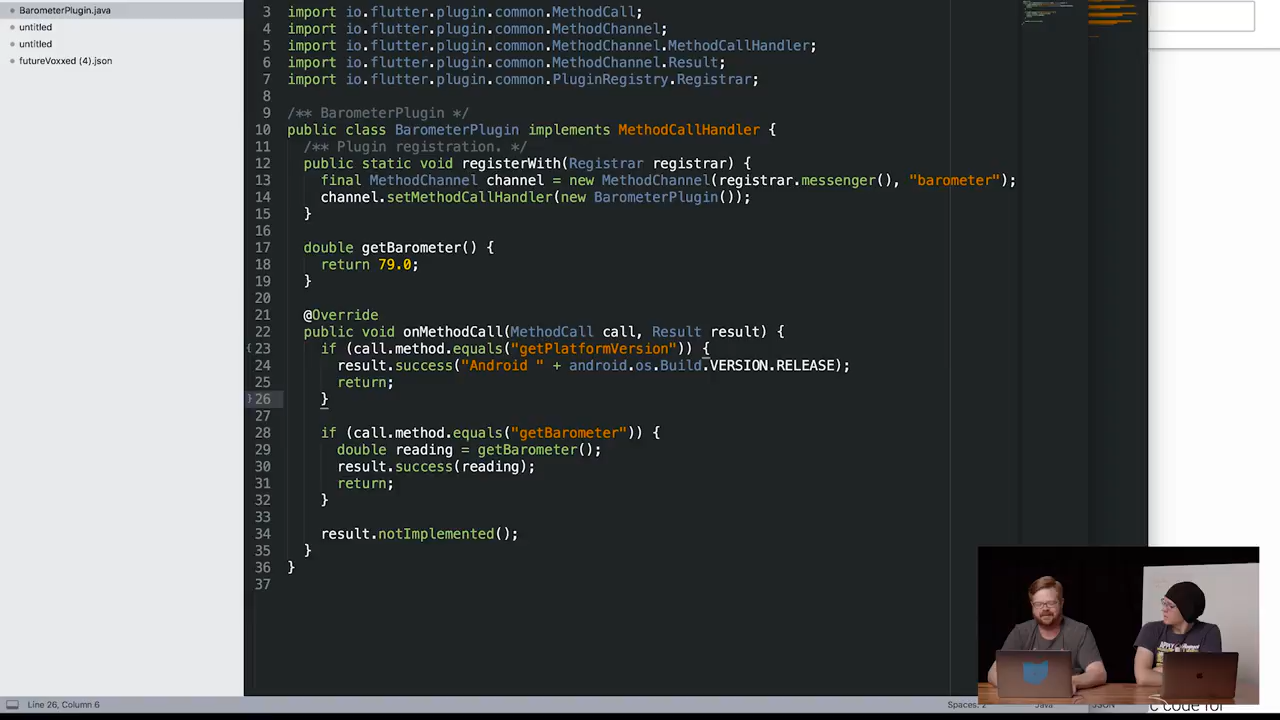 BarometerPlugin.java
untitled
untitled
futureVoxxed (4).json
3 import io.flutter.plugin.common.MethodCall;
4 import io.flutter.plugin.common.MethodChannel;
5 import io.flutter.plugin.common.MethodChannel.MethodCallHandler;
6 import io.flutter.plugin.common.MethodChannel.Result;
7 import io.flutter.plugin.common.PluginRegistry.Registrar;
8
9 /** BarometerPlugin */
10 public class BarometerPlugin implements MethodCallHandler {
11 /** Plugin registration. */
12 public static void registerWith(Registrar registrar) {
13 final MethodChannel channel = new MethodChannel(registrar.messenger(), "barometer");
14 channel.setMethodCallHandler(new BarometerPlugin());
15 }
16
17 double getBarometer() {
18 return 79.0;
19 }
20
21 @Override
22 public void onMethodCall(MethodCall call, Result result) {
23 if (call.method.equals("getPlatformVersion")) {
24 result.success("Android " + android.os.Build.VERSION.RELEASE);
25 return;
26 }
27
28 if (call.method.equals("getBarometer")) {
29 double reading = getBarometer();
30 result.success(reading);
31 return;
32 }
33
34 result.notImplemented();
35 }
36 }
37
Line 26, Column 6
Spaces: 2
Java
JSON
c code for